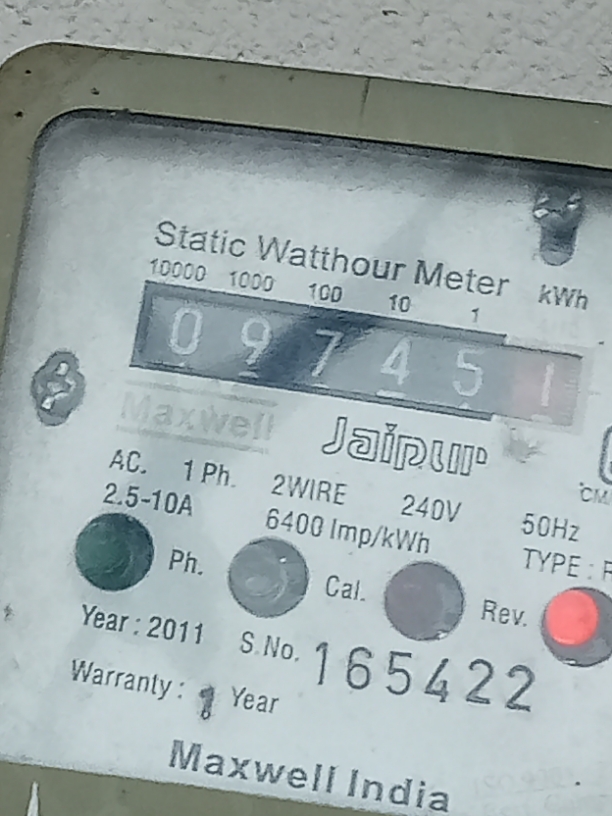 Static Watthour Meter
10000 1000 100 10 1 kWh
0 9 7 4 5 1
Maxwell Jaipur
AC. 1 Ph. 2WIRE 240V 50Hz
2.5-10A 6400 Imp/kWh TYPE :
Ph. Cal. Rev.
Year : 2011 S.No. 165422
Warranty : 1 Year
Maxwell India